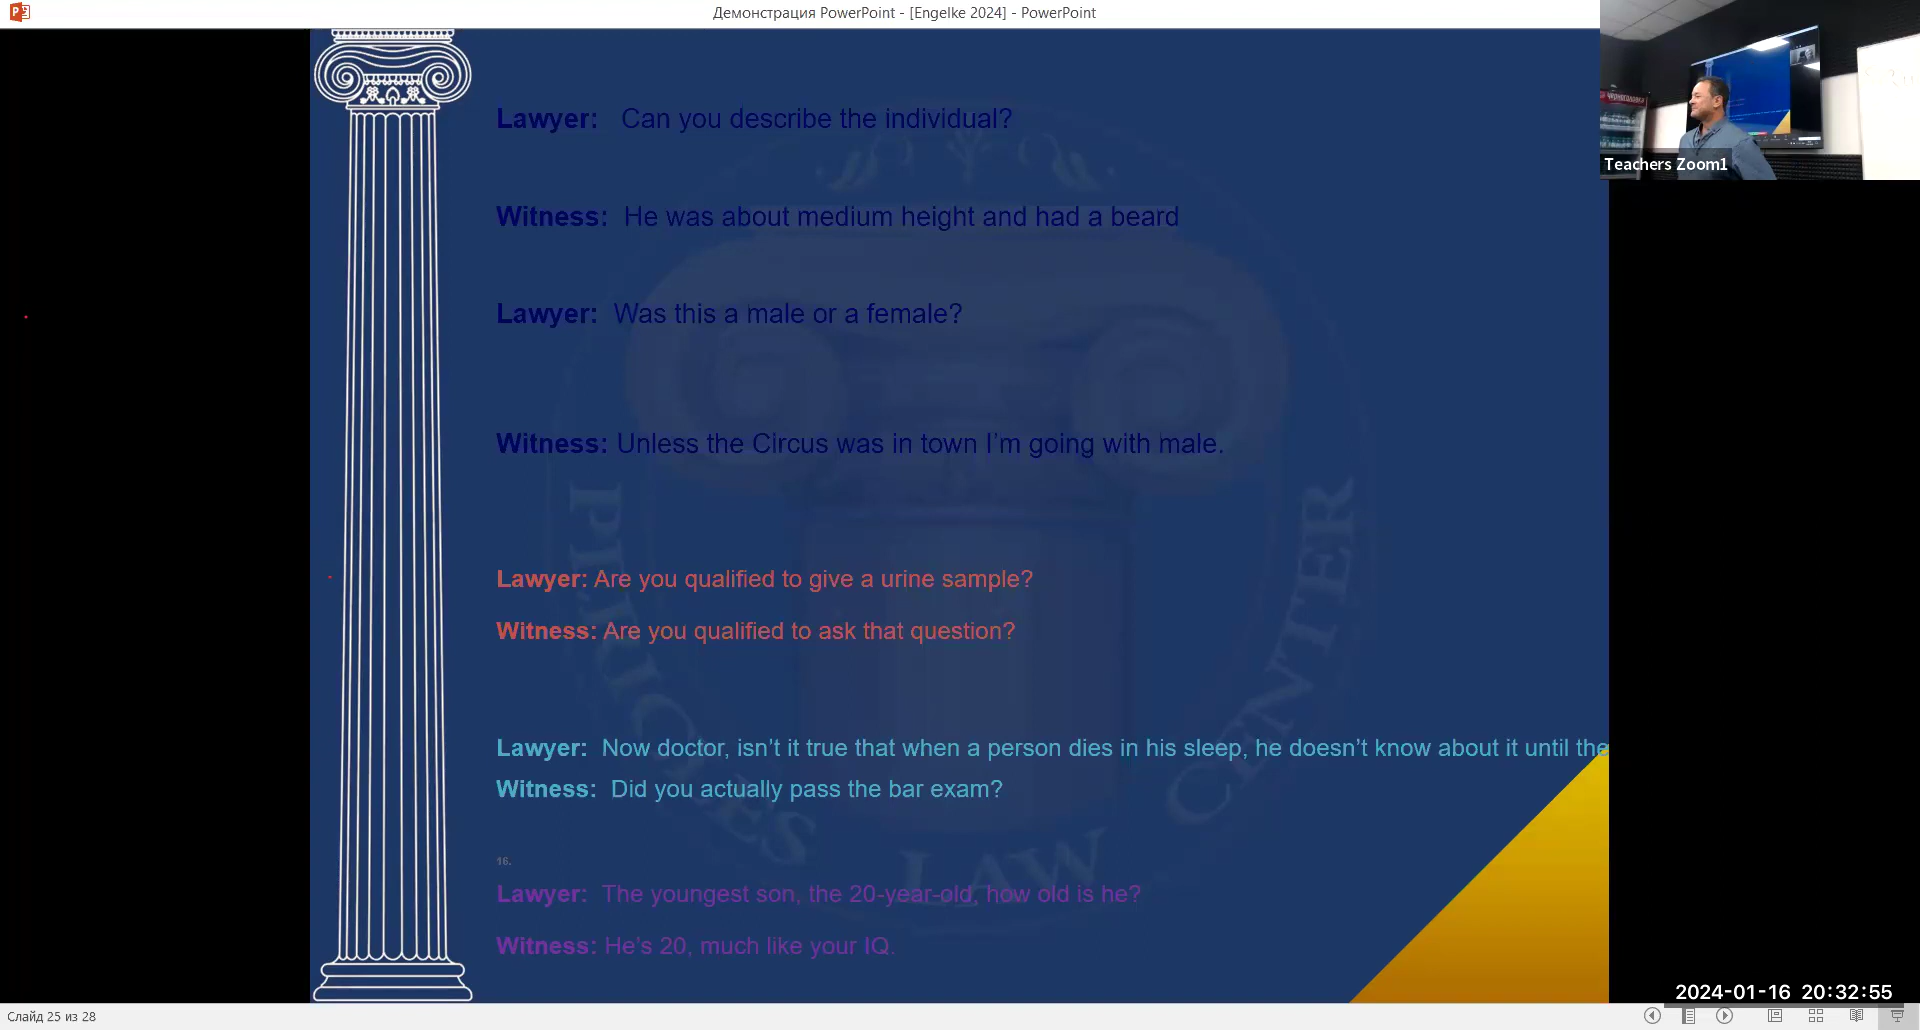 Демонстрация PowerPoint - [Engelke 2024] - PowerPoint
Teachers Zoom1
Lawyer: Can you describe the individual?
Witness: He was about medium height and had a beard
Lawyer: Was this a male or a female?
Witness: Unless the Circus was in town I'm going with male.
Lawyer: Are you qualified to give a urine sample?
Witness: Are you qualified to ask that question?
Lawyer: Now doctor, isn't it true that when a person dies in his sleep, he doesn't know about it until the
Witness: Did you actually pass the bar exam?
16.
Lawyer: The youngest son, the 20-year-old, how old is he?
Witness: He's 20, much like your IQ.
PERICLES LAW CENTER
2024-01-16 20:32:55
Слайд 25 из 28